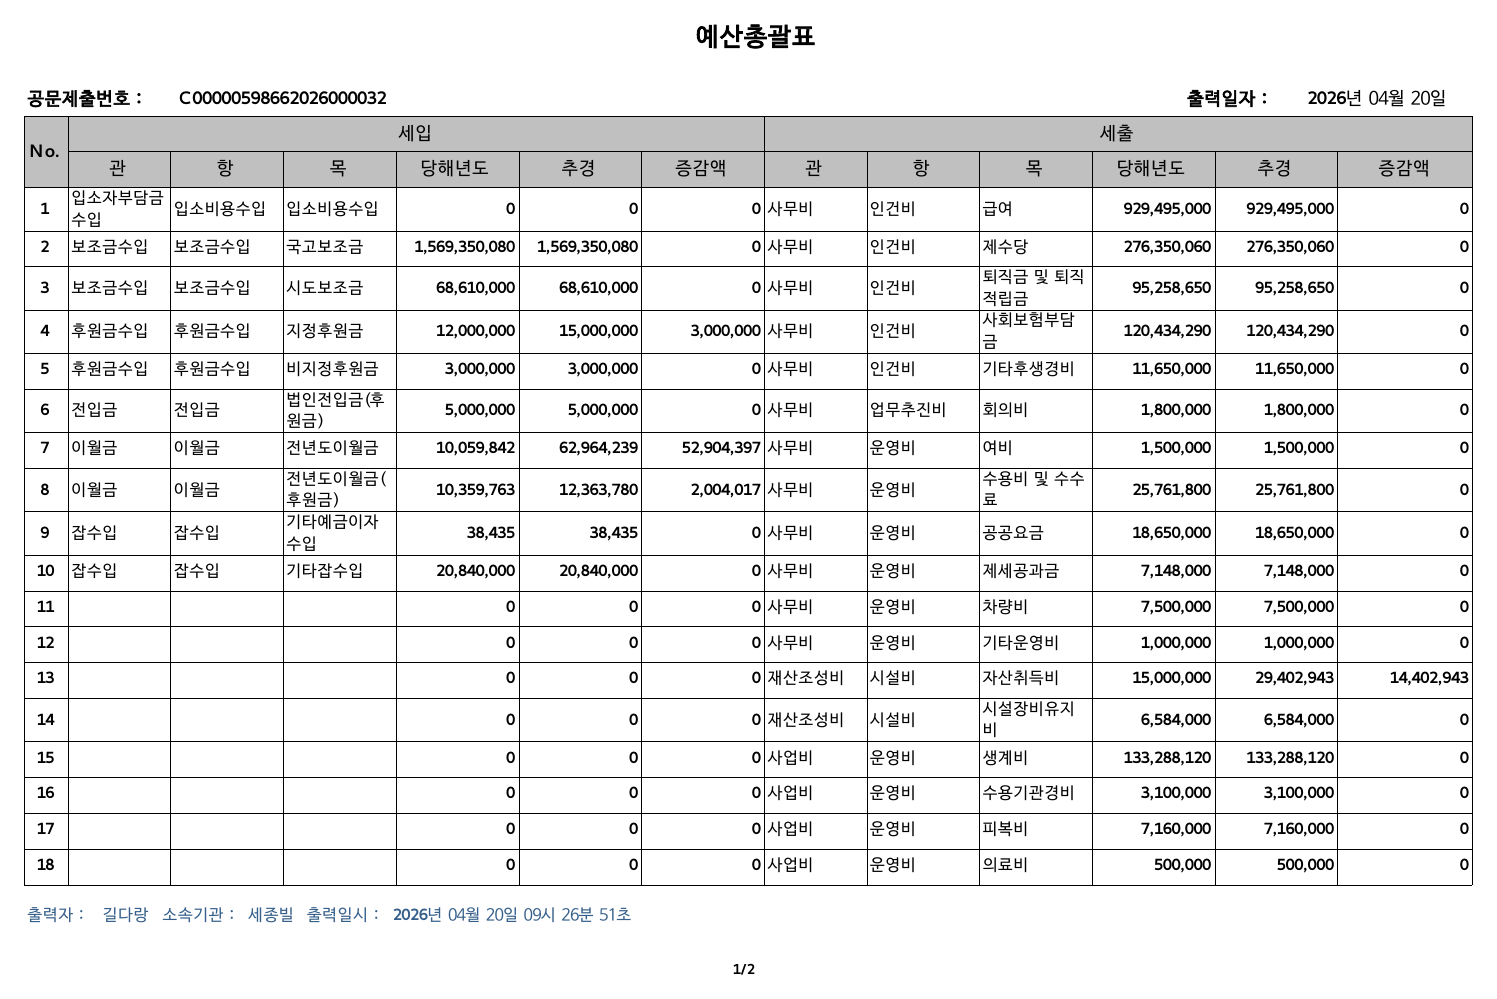 예산총괄표
공문제출번호 : C00000598662026000032 출력일자 : 2026년 04월 20일
No. 세입 세출
관 항 목 당해년도 추경 증감액 관 항 목 당해년도 추경 증감액
1 입소자부담금수입 입소비용수입 입소비용수입 0 0 0 사무비 인건비 급여 929,495,000 929,495,000 0
2 보조금수입 보조금수입 국고보조금 1,569,350,080 1,569,350,080 0 사무비 인건비 제수당 276,350,060 276,350,060 0
3 보조금수입 보조금수입 시도보조금 68,610,000 68,610,000 0 사무비 인건비 퇴직금 및 퇴직적립금 95,258,650 95,258,650 0
4 후원금수입 후원금수입 지정후원금 12,000,000 15,000,000 3,000,000 사무비 인건비 사회보험부담금 120,434,290 120,434,290 0
5 후원금수입 후원금수입 비지정후원금 3,000,000 3,000,000 0 사무비 인건비 기타후생경비 11,650,000 11,650,000 0
6 전입금 전입금 법인전입금(후원금) 5,000,000 5,000,000 0 사무비 업무추진비 회의비 1,800,000 1,800,000 0
7 이월금 이월금 전년도이월금 10,059,842 62,964,239 52,904,397 사무비 운영비 여비 1,500,000 1,500,000 0
8 이월금 이월금 전년도이월금(후원금) 10,359,763 12,363,780 2,004,017 사무비 운영비 수용비 및 수수료 25,761,800 25,761,800 0
9 잡수입 잡수입 기타예금이자수입 38,435 38,435 0 사무비 운영비 공공요금 18,650,000 18,650,000 0
10 잡수입 잡수입 기타잡수입 20,840,000 20,840,000 0 사무비 운영비 제세공과금 7,148,000 7,148,000 0
11 0 0 0 사무비 운영비 차량비 7,500,000 7,500,000 0
12 0 0 0 사무비 운영비 기타운영비 1,000,000 1,000,000 0
13 0 0 0 재산조성비 시설비 자산취득비 15,000,000 29,402,943 14,402,943
14 0 0 0 재산조성비 시설비 시설장비유지비 6,584,000 6,584,000 0
15 0 0 0 사업비 운영비 생계비 133,288,120 133,288,120 0
16 0 0 0 사업비 운영비 수용기관경비 3,100,000 3,100,000 0
17 0 0 0 사업비 운영비 피복비 7,160,000 7,160,000 0
18 0 0 0 사업비 운영비 의료비 500,000 500,000 0
출력자 : 길다랑 소속기관 : 세종빌 출력일시 : 2026년 04월 20일 09시 26분 51초
1/2